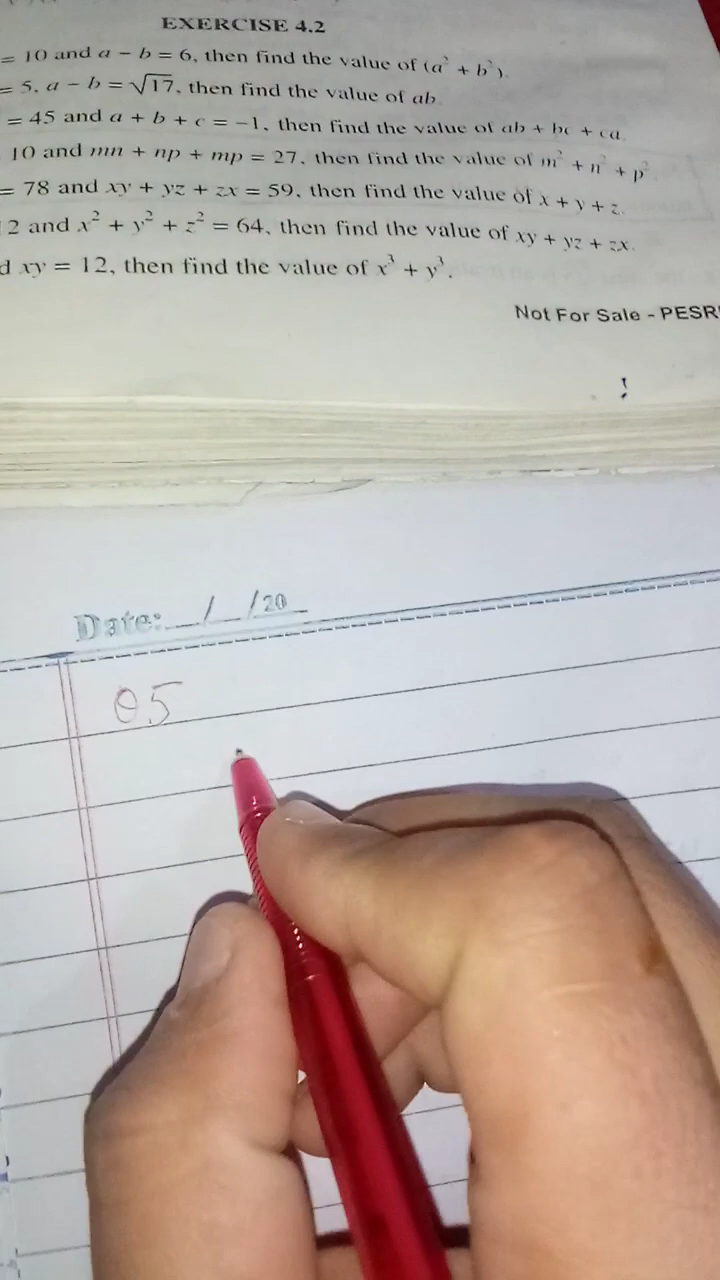 EXERCISE 4.2
= 10 and a − b = 6, then find the value of (a² + b²).
= 5, a − b = √17, then find the value of ab.
= 45 and a + b + c = −1, then find the value of ab + bc + ca.
10 and mn + np + mp = 27, then find the value of m² + n² + p².
= 78 and xy + yz + zx = 59, then find the value of x + y + z.
2 and x² + y² + z² = 64, then find the value of xy + yz + zx.
d xy = 12, then find the value of x³ + y³.
Not For Sale - PESR
Date: __/__/20__
Q5